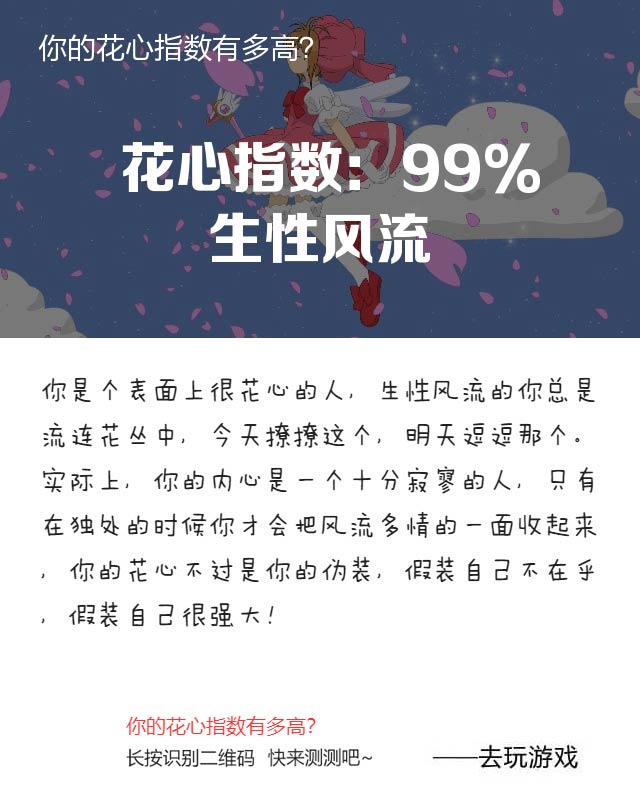 你的花心指数有多高?
花心指数: 99%
生性风流
你是个表面上很花心的人, 生性风流的你总是
流连花丛中, 今天撩撩这个, 明天逗逗那个。
实际上, 你的内心是一个十分寂寥的人, 只有
在独处的时候你才会把风流多情的一面收起来
, 你的花心不过是你的伪装, 假装自己不在乎
, 假装自己很强大!
你的花心指数有多高?
长按识别二维码 快来测测吧~
——去玩游戏